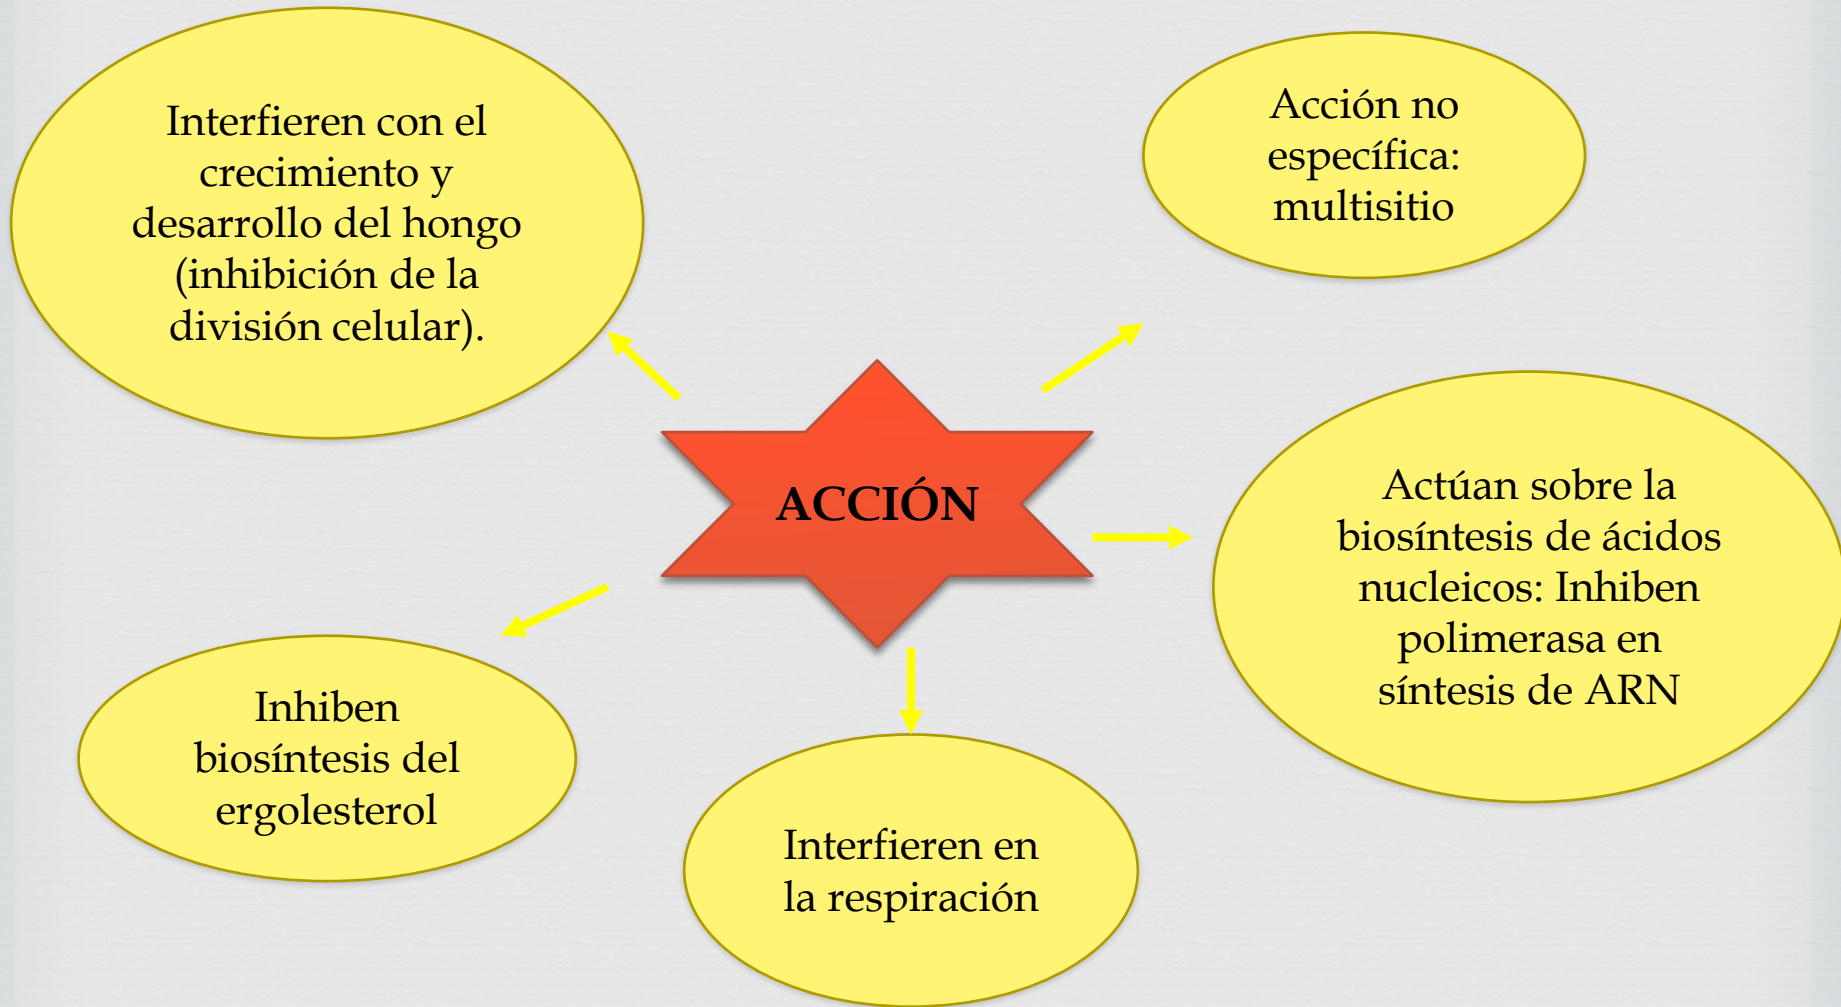 Interfieren con el
crecimiento y
desarrollo del hongo
(inhibición de la
división celular).
Acción no
específica:
multisitio
ACCIÓN
Actúan sobre la
biosíntesis de ácidos
nucleicos: Inhiben
polimerasa en
síntesis de ARN
Inhiben
biosíntesis del
ergolesterol
Interfieren en
la respiración